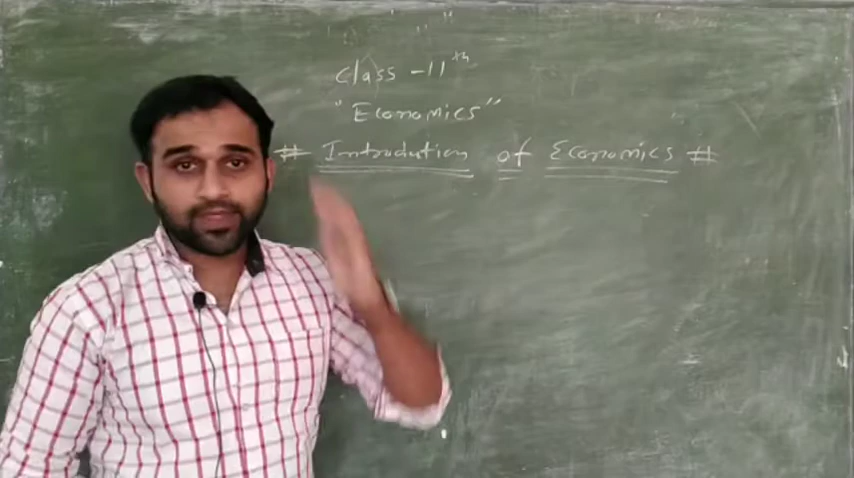 Class - 11th
"Economics"
# Introdution of Economics #